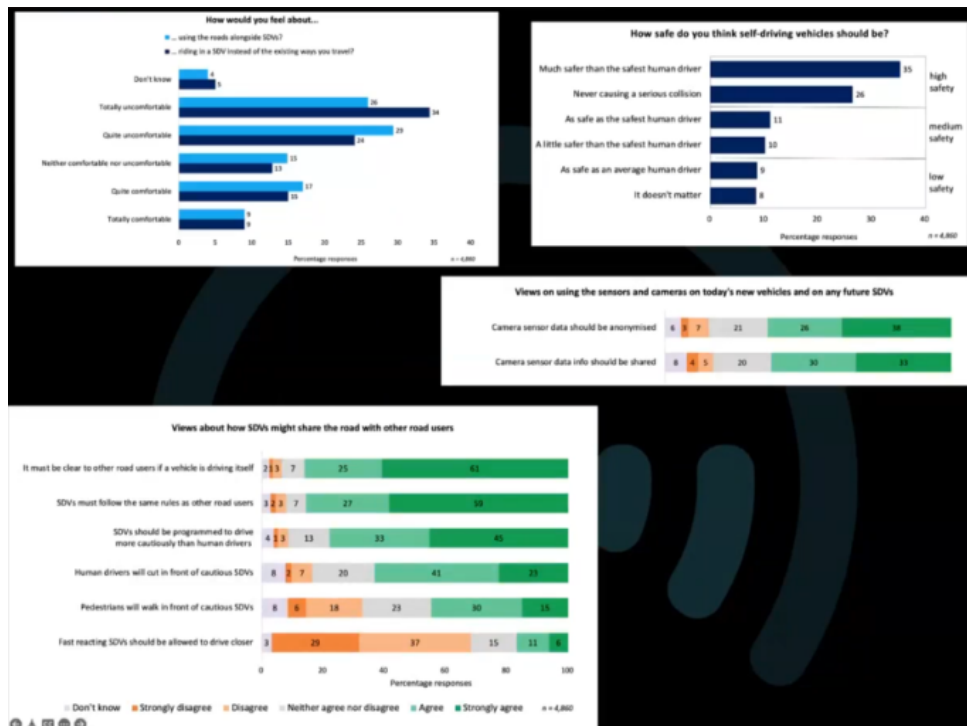 How would you feel about...
... using the roads alongside SDVs?
... riding in a SDV instead of the existing ways you travel?
Don't know 4 5
Totally uncomfortable 26 34
Quite uncomfortable 29 24
Neither comfortable nor uncomfortable 15 13
Quite comfortable 17 15
Totally comfortable 9 9
0 5 10 15 20 25 30 35 40
Percentage responses
n = 4,860
How safe do you think self-driving vehicles should be?
Much safer than the safest human driver 35
Never causing a serious collision 26
high safety
As safe as the safest human driver 11
A little safer than the safest human driver 10
medium safety
As safe as an average human driver 9
It doesn't matter 8
low safety
0 10 20 30 40
Percentage responses
n = 4,860
Views on using the sensors and cameras on today's new vehicles and on any future SDVs
Camera sensor data should be anonymised 6 3 7 21 26 38
Camera sensor data info should be shared 8 4 5 20 30 33
Views about how SDVs might share the road with other road users
It must be clear to other road users if a vehicle is driving itself 2 1 3 7 25 61
SDVs must follow the same rules as other road users 3 2 3 7 27 59
SDVs should be programmed to drive
more cautiously than human drivers 4 1 3 13 33 45
Human drivers will cut in front of cautious SDVs 8 2 7 20 41 23
Pedestrians will walk in front of cautious SDVs 8 6 18 23 30 15
Fast reacting SDVs should be allowed to drive closer 3 29 37 15 11 6
0 20 40 60 80 100
Percentage responses
Don't know Strongly disagree Disagree Neither agree nor disagree Agree Strongly agree n = 4,860